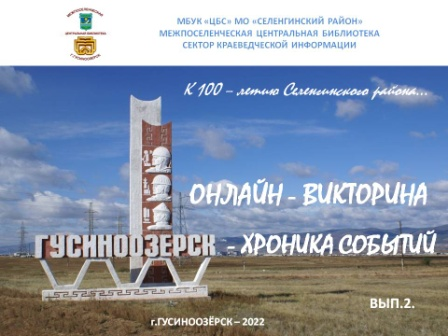 МБУК «ЦБС» МО «СЕЛЕНГИНСКИЙ РАЙОН»
МЕЖПОСЕЛЕНЧЕСКАЯ ЦЕНТРАЛЬНАЯ БИБЛИОТЕКА
СЕКТОР КРАЕВЕДЧЕСКОЙ ИНФОРМАЦИИ
К 100 – летию Селенгинского района...
ОНЛАЙН - ВИКТОРИНА
ГУСИНООЗЕРСК
- ХРОНИКА СОБЫТИЙ
ВЫП.2.
г.ГУСИНООЗЁРСК – 2022